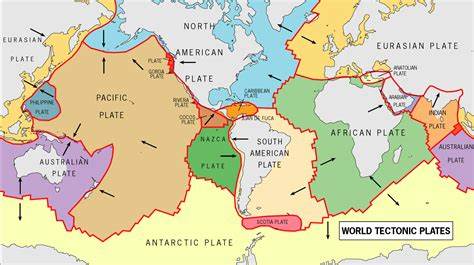 EURASIAN
PLATE
NORTH
AMERICAN
PLATE
PLATE
GORDA
PLATE
EURASIAN PLATE
ANATOLIAN
PLATE
PHILIPPINE
PLATE
PACIFIC
PLATE
RIVERA
PLATE
COCOS PLATE
CARIBBEAN
PLATE
JUAN DE FUCA
ARABIAN
PLATE
INDIAN
PLATE
NAZCA
PLATE
SOUTH
AMERICAN
PLATE
AFRICAN PLATE
AUSTRALIAN
PLATE
AUSTRALIAN
PLATE
SCOTIA PLATE
ANTARCTIC PLATE
WORLD TECTONIC PLATES